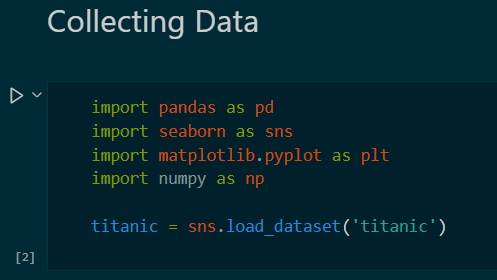 Collecting Data
import pandas as pd
import seaborn as sns
import matplotlib.pyplot as plt
import numpy as np
titanic = sns.load_dataset('titanic')
[2]